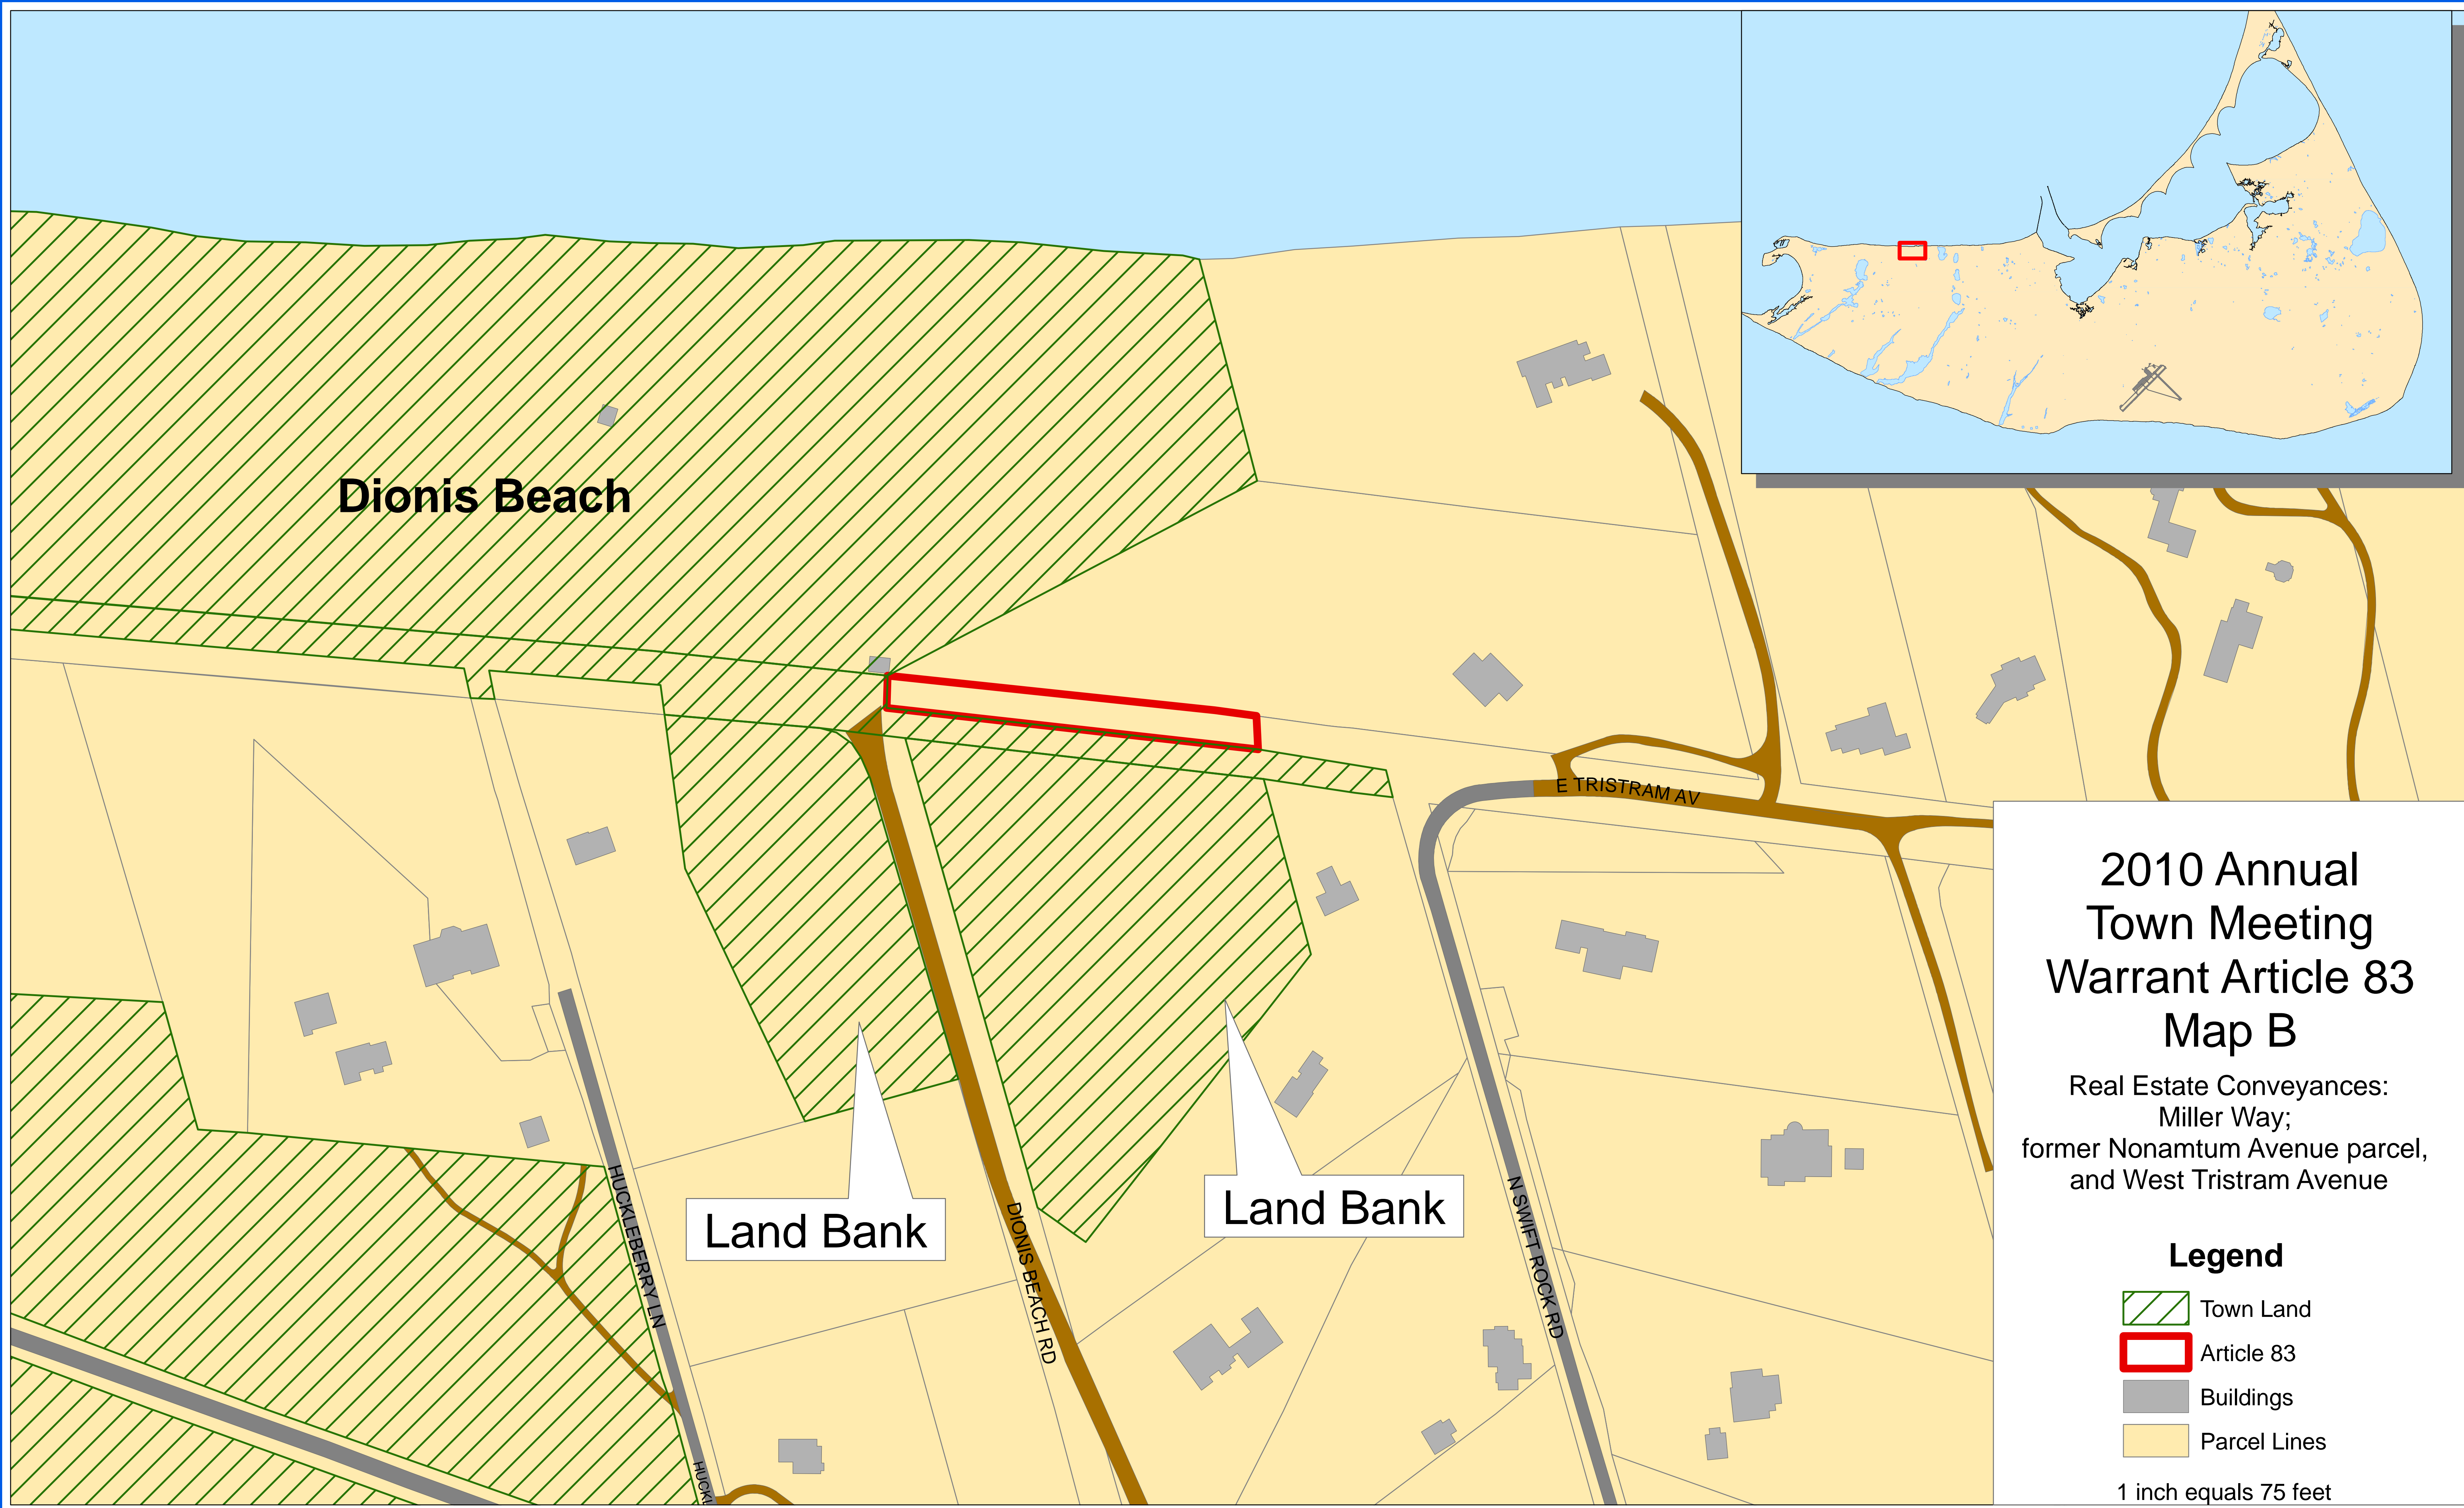 Dionis Beach
E TRISTRAM AV
Land Bank
Land Bank
HUCKLEBERRY LN
DIONIS BEACH RD
N SWIFT ROCK RD
HUCKL
2010 Annual
Town Meeting
Warrant Article 83
Map B
Real Estate Conveyances:
Miller Way;
former Nonamtum Avenue parcel,
and West Tristram Avenue
Legend
Town Land
Article 83
Buildings
Parcel Lines
1 inch equals 75 feet